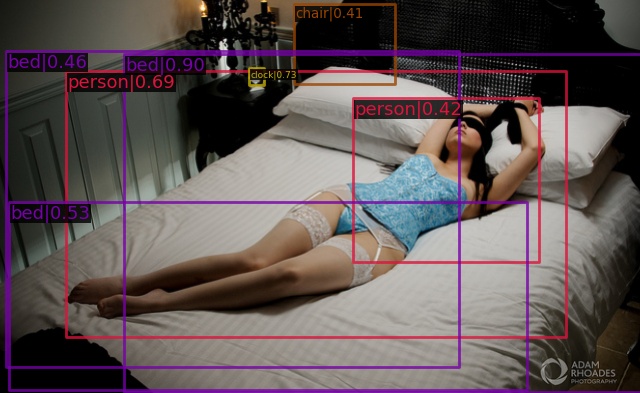 chair|0.41
bed|0.46
bed|0.90
clock|0.73
person|0.69
person|0.42
bed|0.53
ADAM
RHOADES
PHOTOGRAPHY